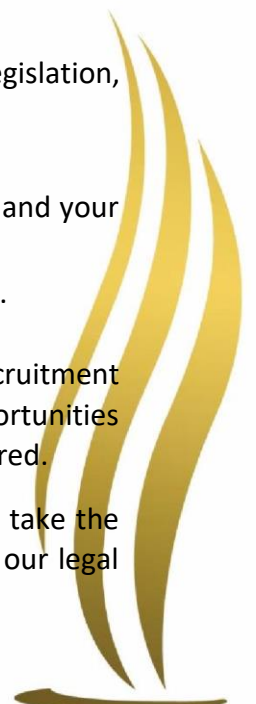 egislation,
and your
.
cruitment
ortunities
red.
take the
our legal